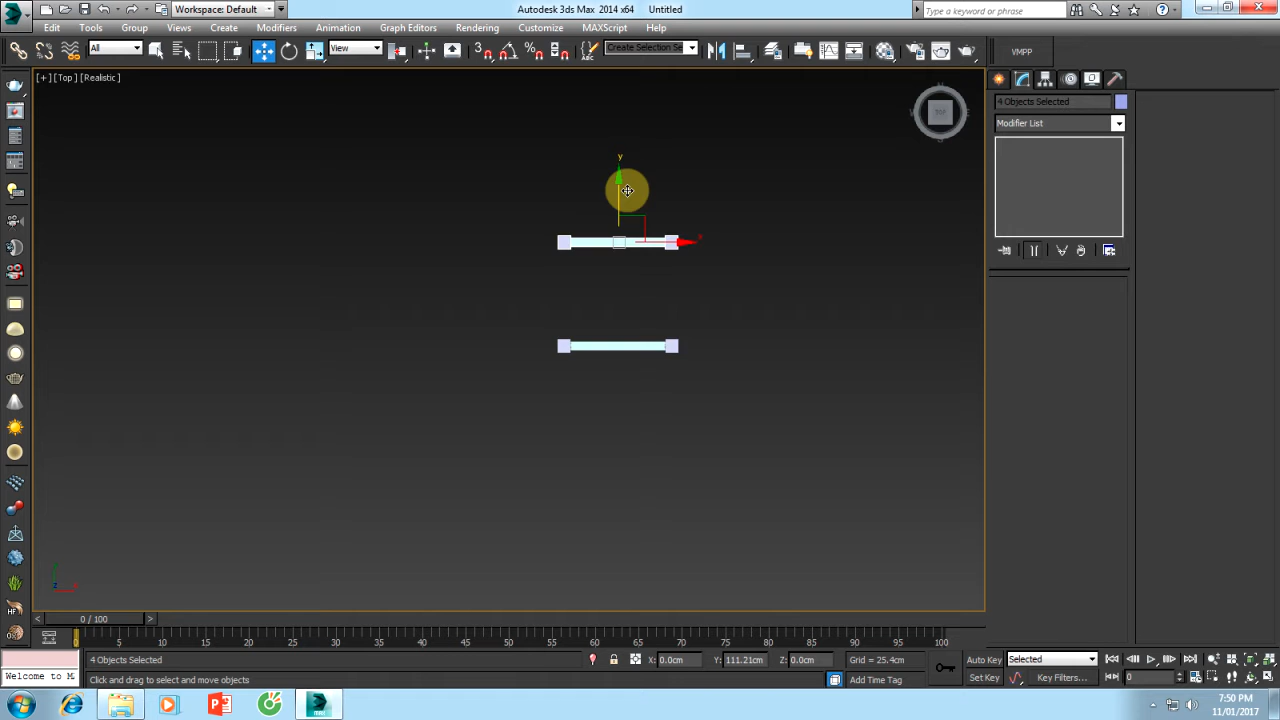 Workspace: Default
Autodesk 3ds Max 2014 x64
Untitled
Type a keyword or phrase
Edit
Tools
Group
Views
Create
Modifiers
Animation
Graph Editors
Rendering
Customize
MAXScript
Help
All
View
Create Selection Se
VMPP
[+] [Top] [Realistic]
4 Objects Selected
Modifier List
y
x
0 / 100
0 5 10 15 20 25 30 35 40 45 50 55 60 65 70 75 80 85 90 95 100
4 Objects Selected
X: 0.0cm
Y: 111.21cm
Z: 0.0cm
Grid = 25.4cm
Auto Key
Selected
Welcome to M
Click and drag to select and move objects
Add Time Tag
Set Key
Key Filters...
0
7:50 PM
11/01/2017